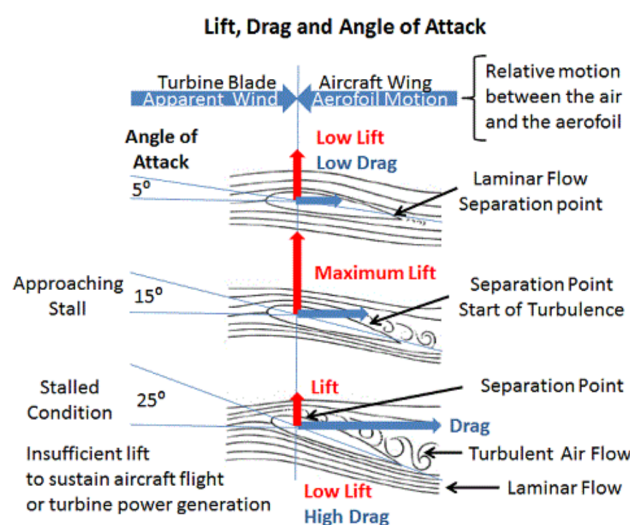 Lift, Drag and Angle of Attack
Turbine Blade
Aircraft Wing
Apparent Wind
Aerofoil Motion
Relative motion
between the air
and the aerofoil
Angle of
Attack
Low Lift
Low Drag
5º
Laminar Flow
Separation point
Approaching
Stall
15º
Maximum Lift
Separation Point
Start of Turbulence
Stalled
Condition
25º
Lift
Separation Point
Drag
Turbulent Air Flow
Insufficient lift
to sustain aircraft flight
or turbine power generation
Low Lift
High Drag
Laminar Flow